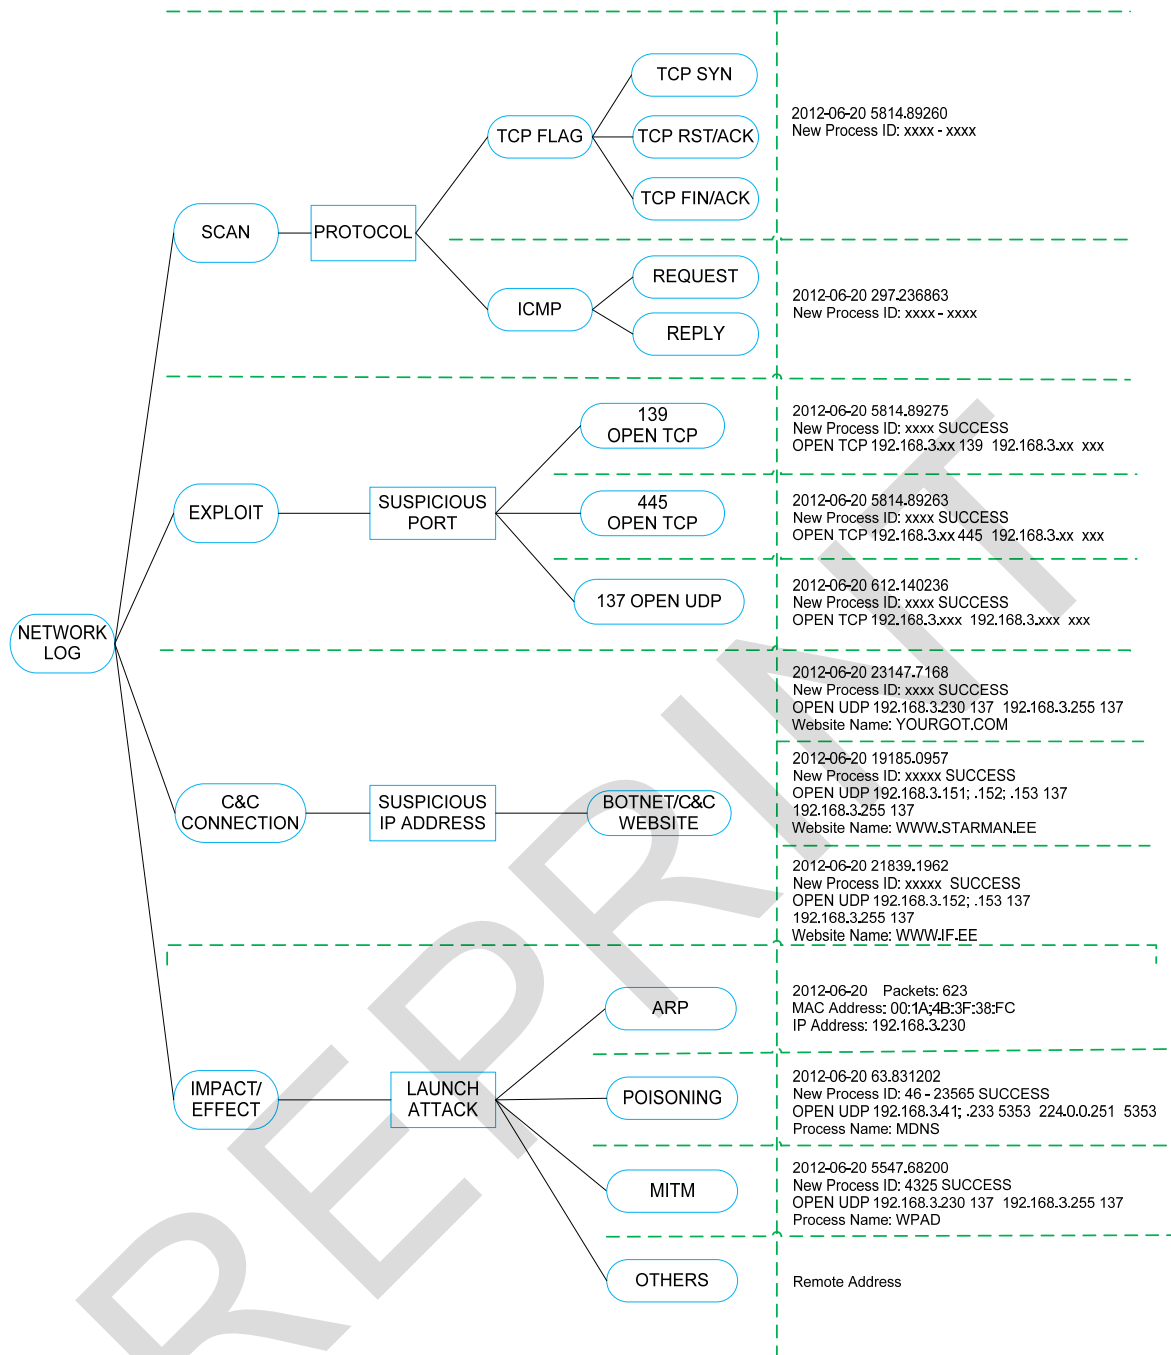 TCP SYN
2012-06-20 5814.89260
New Process ID: xxxx - xxxx
TCP FLAG
TCP RST/ACK
TCP FIN/ACK
SCAN
PROTOCOL
REQUEST
ICMP
2012-06-20 297.236863
New Process ID: xxxx - xxxx
REPLY
139
OPEN TCP
2012-06-20 5814.89275
New Process ID: xxxx SUCCESS
OPEN TCP 192.168.3.xx 139 192.168.3.xx xxx
EXPLOIT
SUSPICIOUS
PORT
445
OPEN TCP
2012-06-20 5814.89263
New Process ID: xxxx SUCCESS
OPEN TCP 192.168.3.xx 445 192.168.3.xx xxx
137 OPEN UDP
2012-06-20 612.140236
New Process ID: xxxx SUCCESS
OPEN TCP 192.168.3.xxx 192.168.3.xxx xxx
NETWORK
LOG
2012-06-20 23147.7168
New Process ID: xxxx SUCCESS
OPEN UDP 192.168.3.230 137 192.168.3.255 137
Website Name: YOURGOT.COM
C&C
CONNECTION
SUSPICIOUS
IP ADDRESS
BOTNET/C&C
WEBSITE
2012-06-20 19185.0957
New Process ID: xxxxx SUCCESS
OPEN UDP 192.168.3.151; .152; .153 137
192.168.3.255 137
Website Name: WWW.STARMAN.EE
2012-06-20 21839.1962
New Process ID: xxxxx SUCCESS
OPEN UDP 192.168.3.152; .153 137
192.168.3.255 137
Website Name: WWW.IF.EE
ARP
2012-06-20 Packets: 623
MAC Address: 00:1A:4B:3F:38:FC
IP Address: 192.168.3.230
IMPACT/
EFFECT
LAUNCH
ATTACK
POISONING
2012-06-20 63.831202
New Process ID: 46 - 23565 SUCCESS
OPEN UDP 192.168.3.41; .233 5353 224.0.0.251 5353
Process Name: MDNS
MITM
2012-06-20 5547.68200
New Process ID: 4325 SUCCESS
OPEN UDP 192.168.3.230 137 192.168.3.255 137
Process Name: WPAD
OTHERS
Remote Address
REPRINT